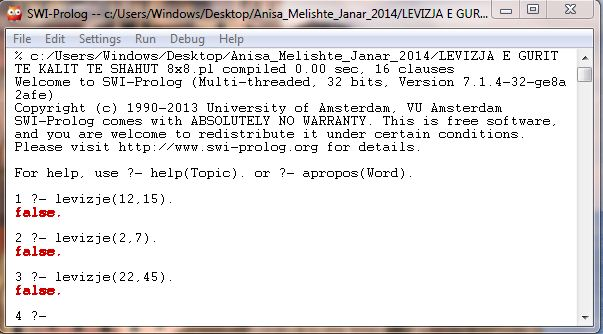 SWI-Prolog -- c:/Users/Windows/Desktop/Anisa_Melishte_Janar_2014/LEVIZJA E GUR...
File Edit Settings Run Debug Help
% c:/Users/Windows/Desktop/Anisa_Melishte_Janar_2014/LEVIZJA E GURIT
TE KALIT TE SHAHUT 8x8.pl compiled 0.00 sec, 16 clauses
Welcome to SWI-Prolog (Multi-threaded, 32 bits, Version 7.1.4-32-ge8a
2afe)
Copyright (c) 1990-2013 University of Amsterdam, VU Amsterdam
SWI-Prolog comes with ABSOLUTELY NO WARRANTY. This is free software,
and you are welcome to redistribute it under certain conditions.
Please visit http://www.swi-prolog.org for details.
For help, use ?- help(Topic). or ?- apropos(Word).
1 ?- levizje(12,15).
false.
2 ?- levizje(2,7).
false.
3 ?- levizje(22,45).
false.
4 ?-